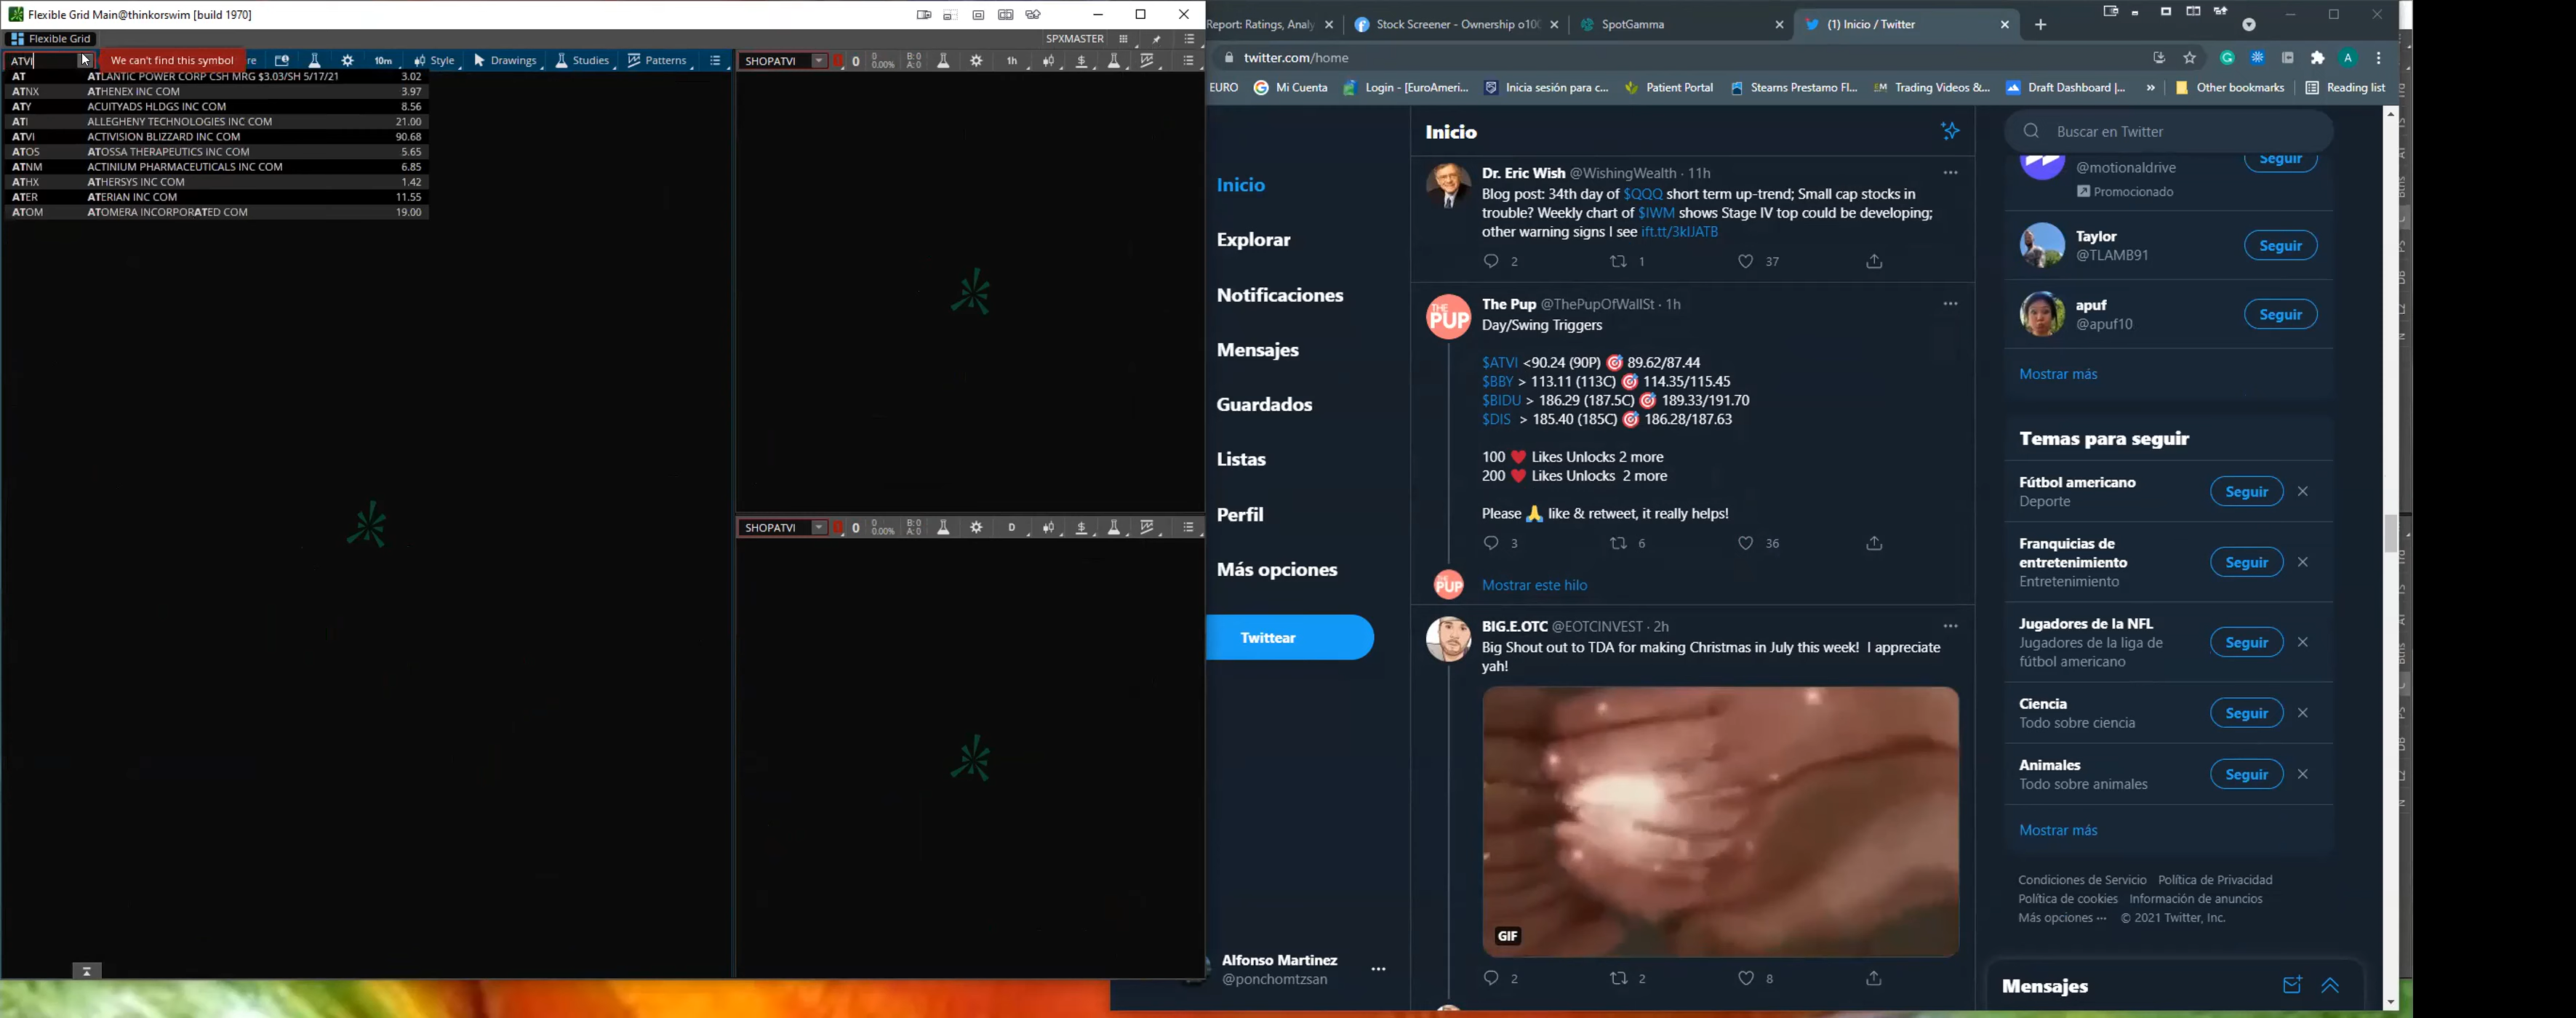 Flexible Grid Main@thinkorswim [build 1970]
Flexible Grid
SPXMASTER
ATVI
We can't find this symbol
10m
Style
Drawings
Studies
Patterns
AT ATLANTIC POWER CORP CSH MRG $3.03/SH 5/17/21 3.02
ATNX ATHENEX INC COM 3.97
ATY ACUITYADS HLDGS INC COM 8.56
ATI ALLEGHENY TECHNOLOGIES INC COM 21.00
ATVI ACTIVISION BLIZZARD INC COM 90.68
ATOS ATOSSA THERAPEUTICS INC COM 5.65
ATNM ACTINIUM PHARMACEUTICALS INC COM 6.85
ATHX ATHERSYS INC COM 1.42
ATER ATERIAN INC COM 11.55
ATOM ATOMERA INCORPORATED COM 19.00
SHOPATVI 0 0 0.00% B: 0 A: 0 1h
SHOPATVI 0 0 0.00% B: 0 A: 0 D
Report: Ratings, Analy
Stock Screener - Ownership o10
SpotGamma
(1) Inicio / Twitter
twitter.com/home
EURO
Mi Cuenta
Login - [EuroAmeri...
Inicia sesión para c...
Patient Portal
Stearns Prestamo Fl...
Trading Videos &...
Draft Dashboard |...
»
Other bookmarks
Reading list
Inicio
Explorar
Notificaciones
Mensajes
Guardados
Listas
Perfil
Más opciones
Twittear
Alfonso Martinez
@ponchomtzsan
Inicio
Dr. Eric Wish @WishingWealth · 11h
Blog post: 34th day of $QQQ short term up-trend; Small cap stocks in
trouble? Weekly chart of $IWM shows Stage IV top could be developing;
other warning signs I see ift.tt/3kIJATB
2 1 37
The Pup @ThePupOfWallSt · 1h
Day/Swing Triggers
$ATVI <90.24 (90P) 🎯 89.62/87.44
$BBY > 113.11 (113C) 🎯 114.35/115.45
$BIDU > 186.29 (187.5C) 🎯 189.33/191.70
$DIS > 185.40 (185C) 🎯 186.28/187.63
100 ♥ Likes Unlocks 2 more
200 ♥ Likes Unlocks 2 more
Please 🙏 like & retweet, it really helps!
3 6 36
THE PUP
Mostrar este hilo
BIG.E.OTC @EOTCINVEST · 2h
Big Shout out to TDA for making Christmas in July this week! I appreciate
yah!
GIF
2 2 8
Buscar en Twitter
@motionaldrive
Seguir
Promocionado
Taylor
@TLAMB91
Seguir
apuf
@apuf10
Seguir
Mostrar más
Temas para seguir
Fútbol americano
Deporte
Seguir
Franquicias de
entretenimiento
Entretenimiento
Seguir
Jugadores de la NFL
Jugadores de la liga de
fútbol americano
Seguir
Ciencia
Todo sobre ciencia
Seguir
Animales
Todo sobre animales
Seguir
Mostrar más
Condiciones de Servicio Política de Privacidad
Política de cookies Información de anuncios
Más opciones ··· © 2021 Twitter, Inc.
Mensajes